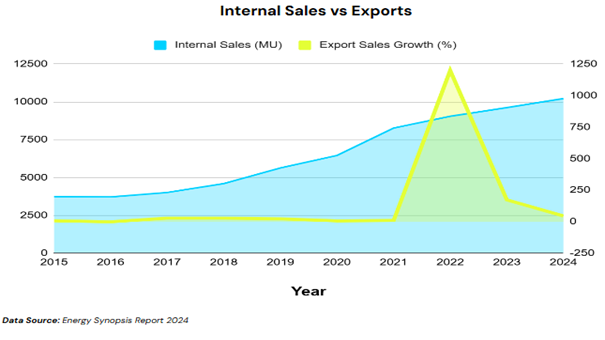 Internal Sales vs Exports
Internal Sales (MU) Export Sales Growth (%)
12500 1250
10000 1000
7500 750
5000 500
2500 250
0 0
-250
2015 2016 2017 2018 2019 2020 2021 2022 2023 2024
Year
Data Source: Energy Synopsis Report 2024